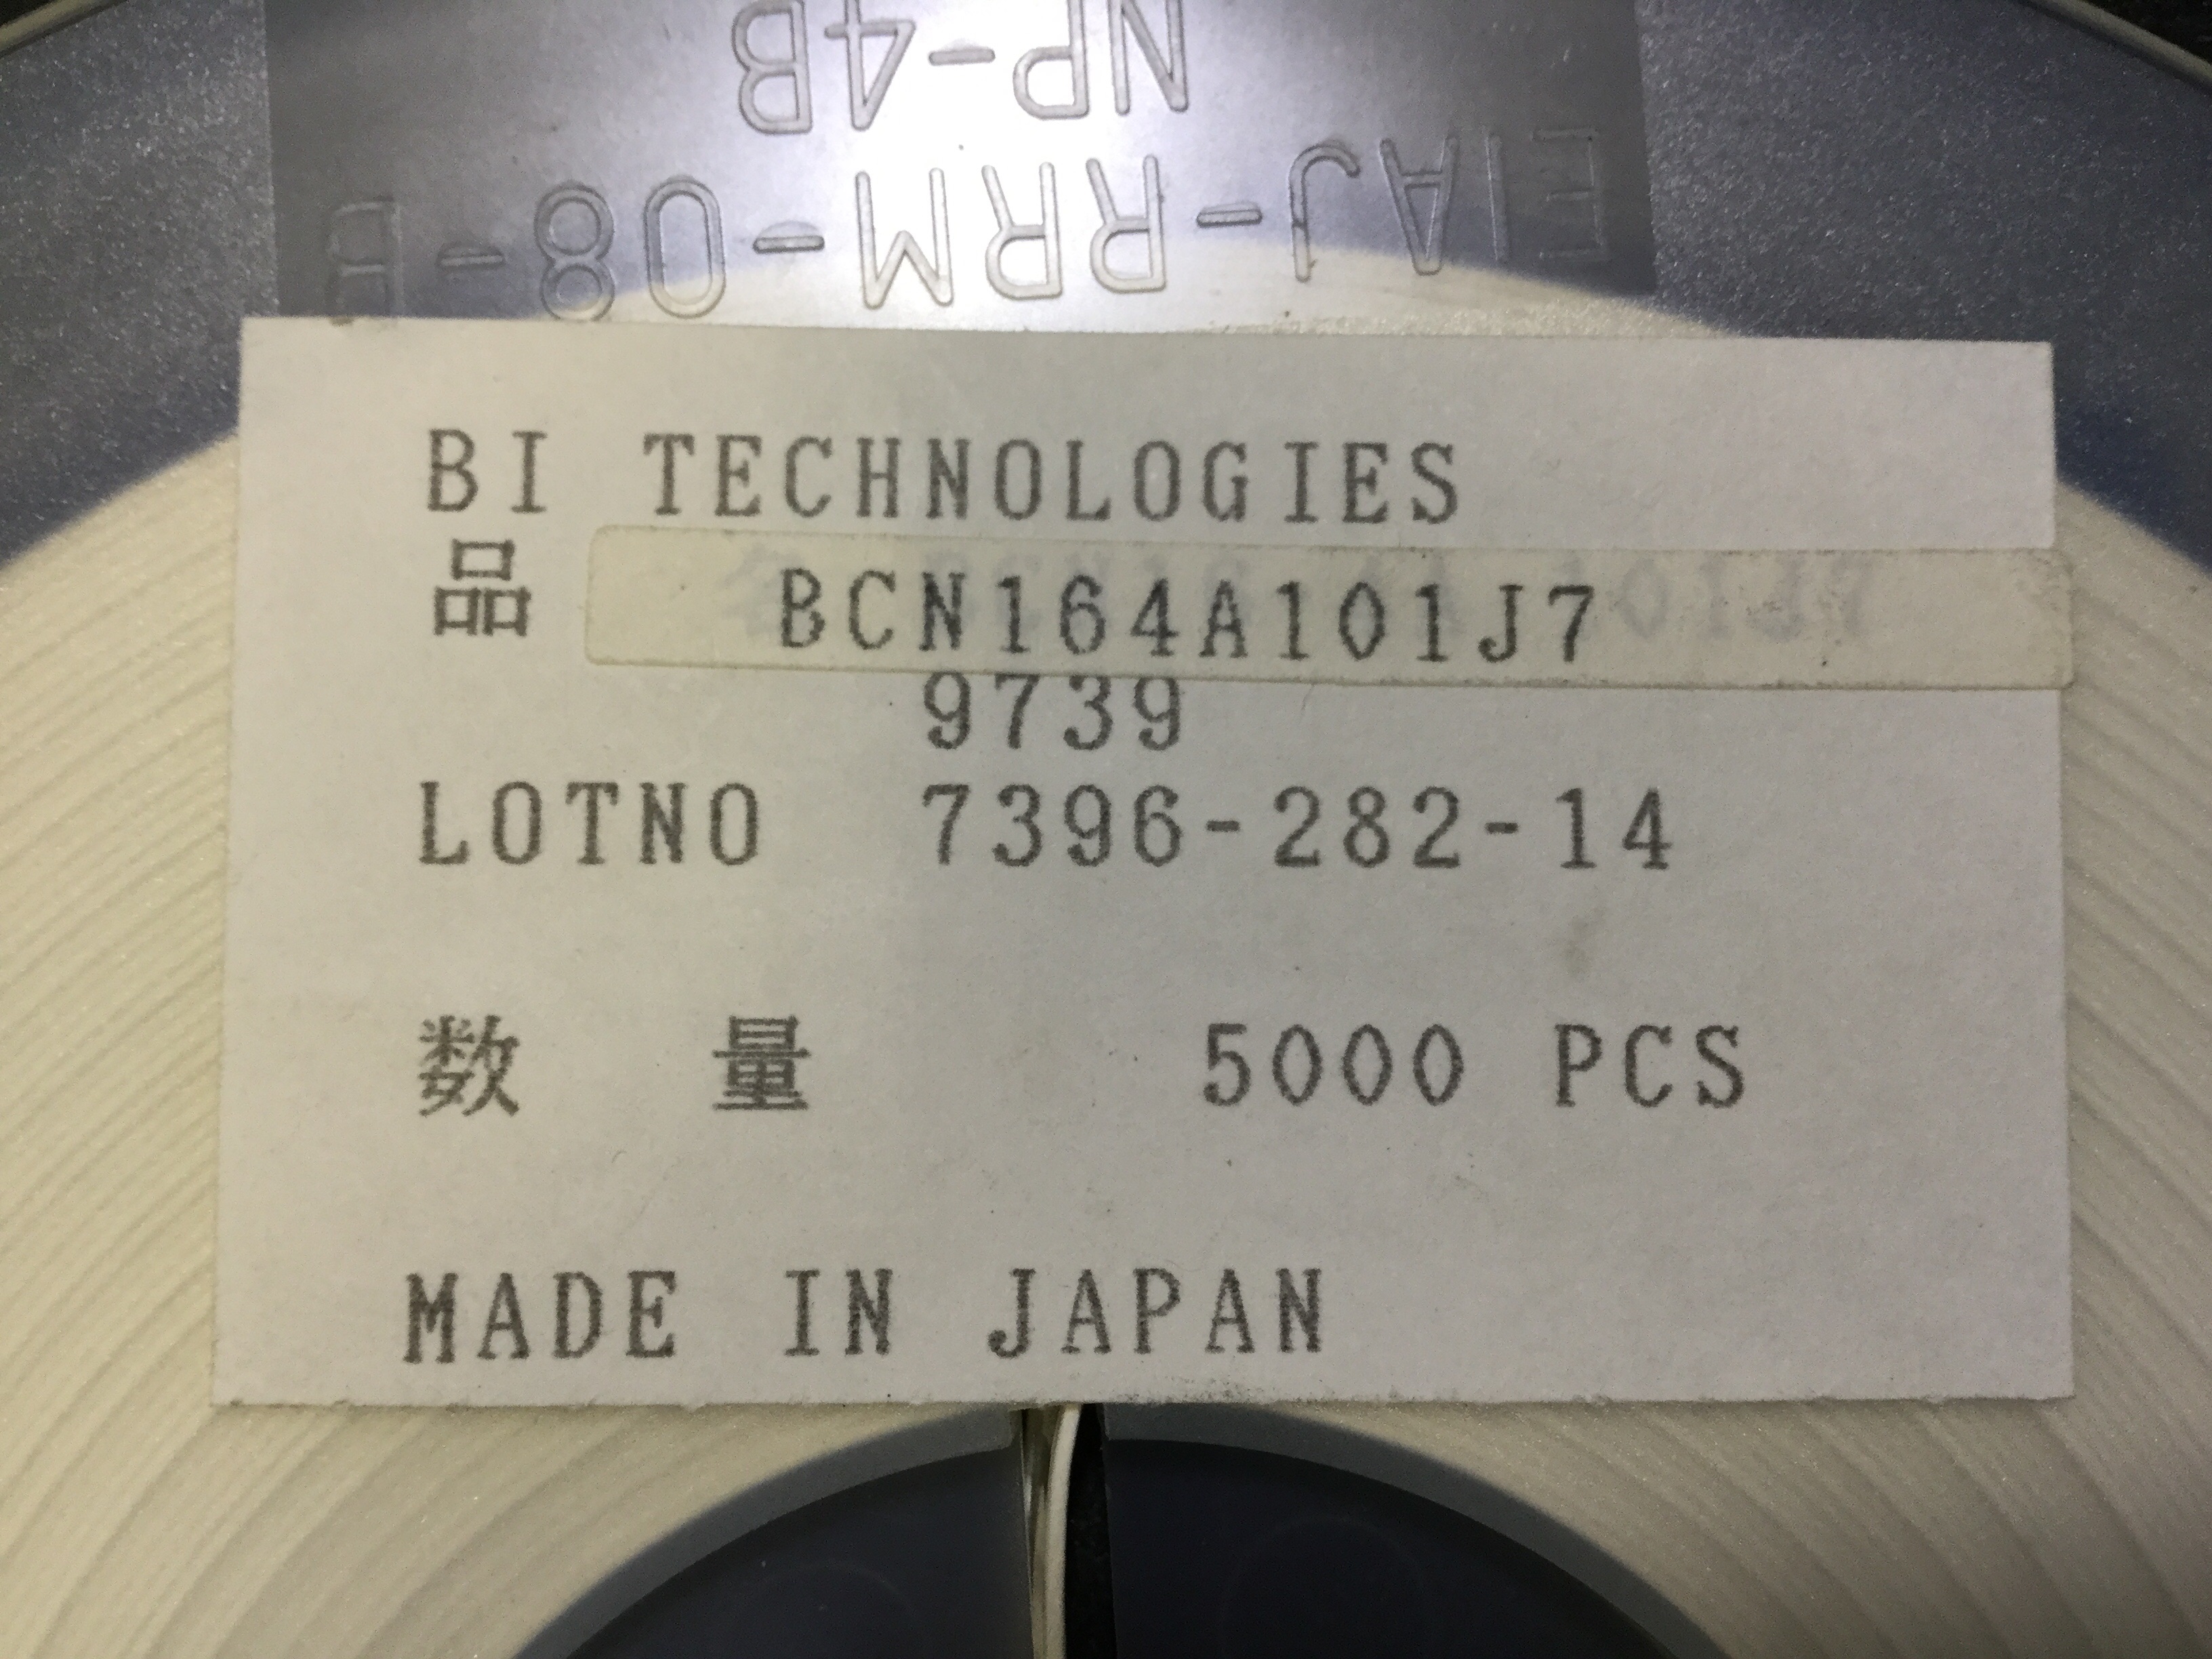 NP-4B
EIAJ-RRM-08-B
BI TECHNOLOGIES
品 BCN164A101J7
9739
LOTNO 7396-282-14
数 量 5000 PCS
MADE IN JAPAN